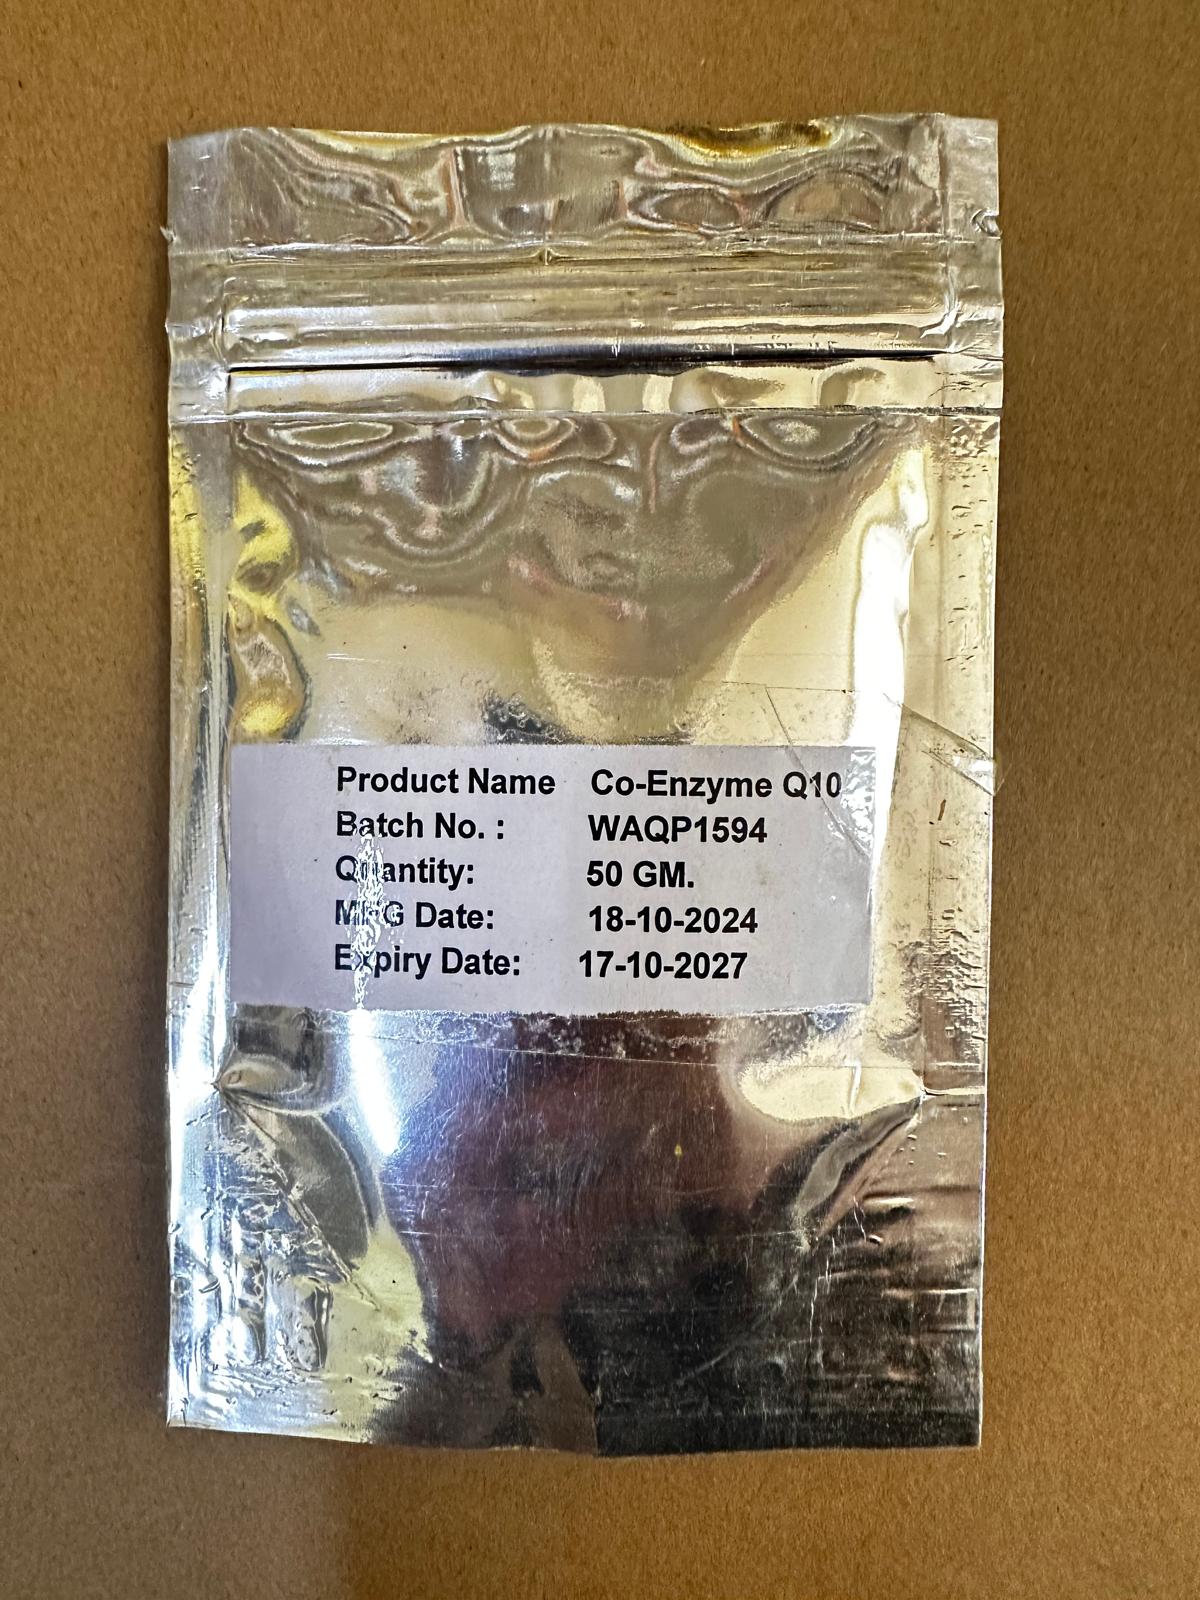 Product Name Co-Enzyme Q10
Batch No. : WAQP1594
Quantity: 50 GM.
MFG Date: 18-10-2024
Expiry Date: 17-10-2027